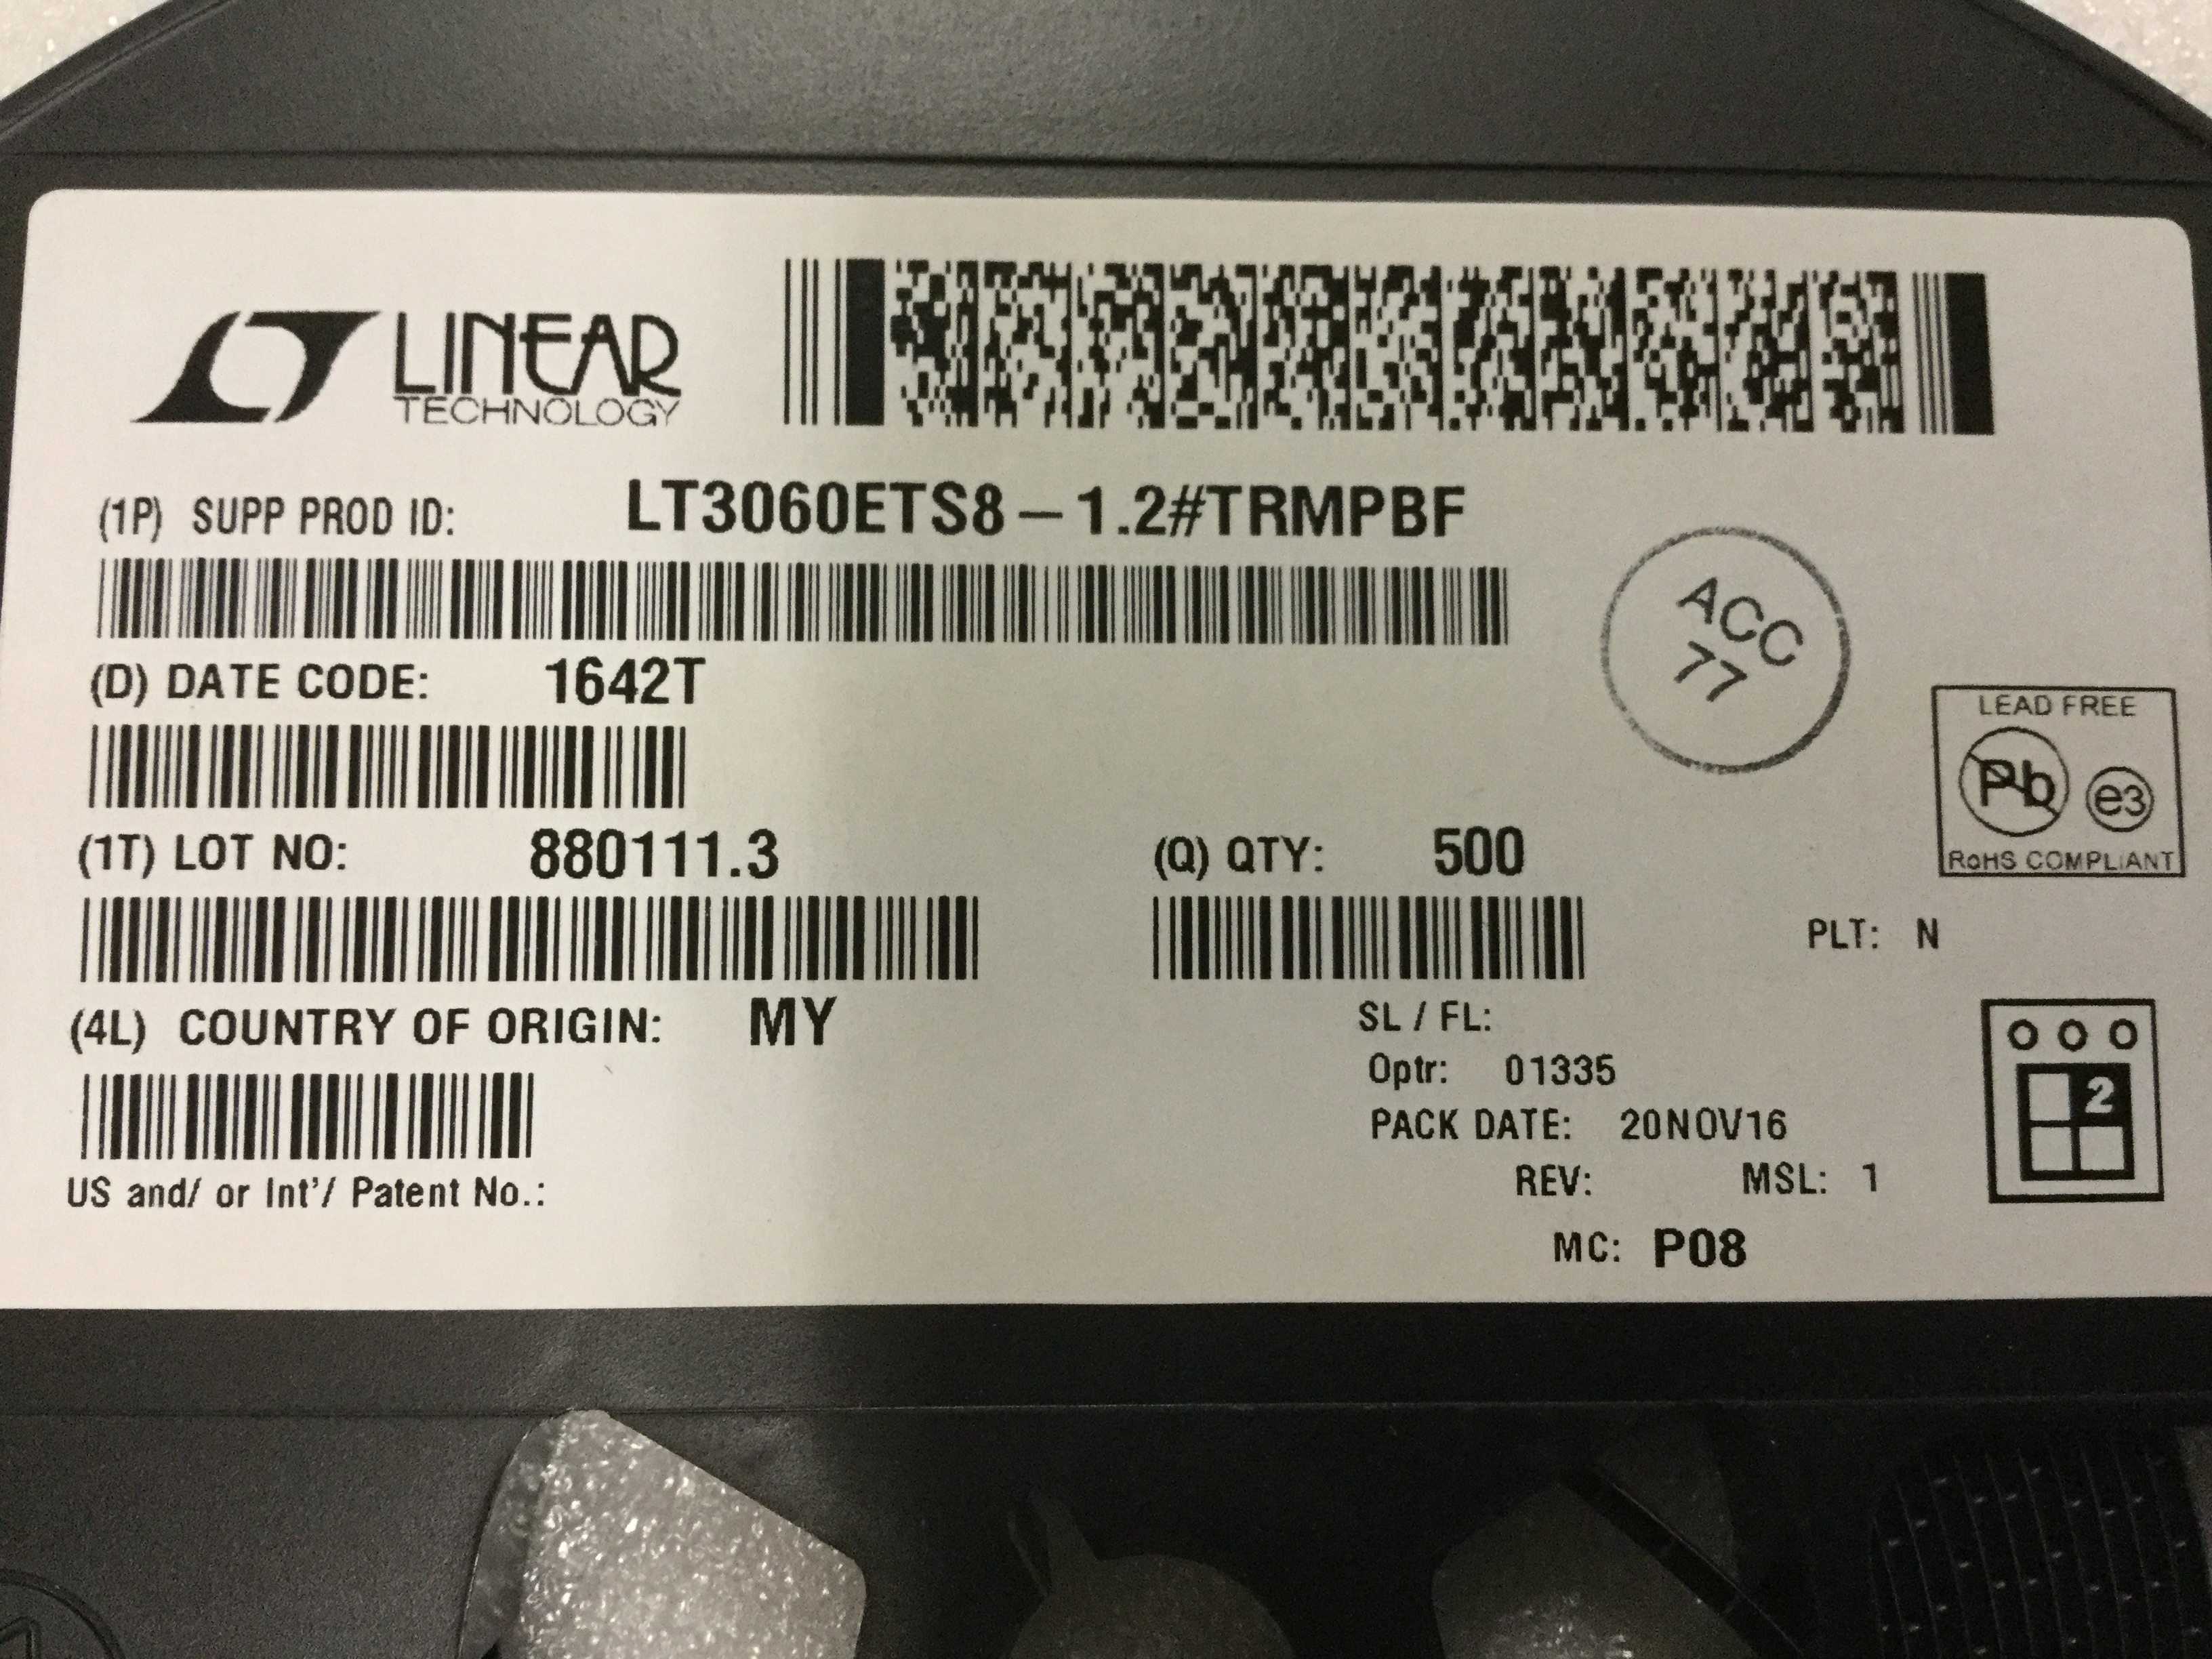 LINEAR
TECHNOLOGY
(1P) SUPP PROD ID: LT3060ETS8-1.2#TRMPBF
ACC
77
(D) DATE CODE: 1642T
LEAD FREE
Pb e3
RoHS COMPLIANT
(1T) LOT NO: 880111.3 (Q) QTY: 500
PLT: N
(4L) COUNTRY OF ORIGIN: MY
SL / FL:
Optr: 01335
2
PACK DATE: 20NOV16
US and/ or Int'/ Patent No.:
REV: MSL: 1
MC: P08